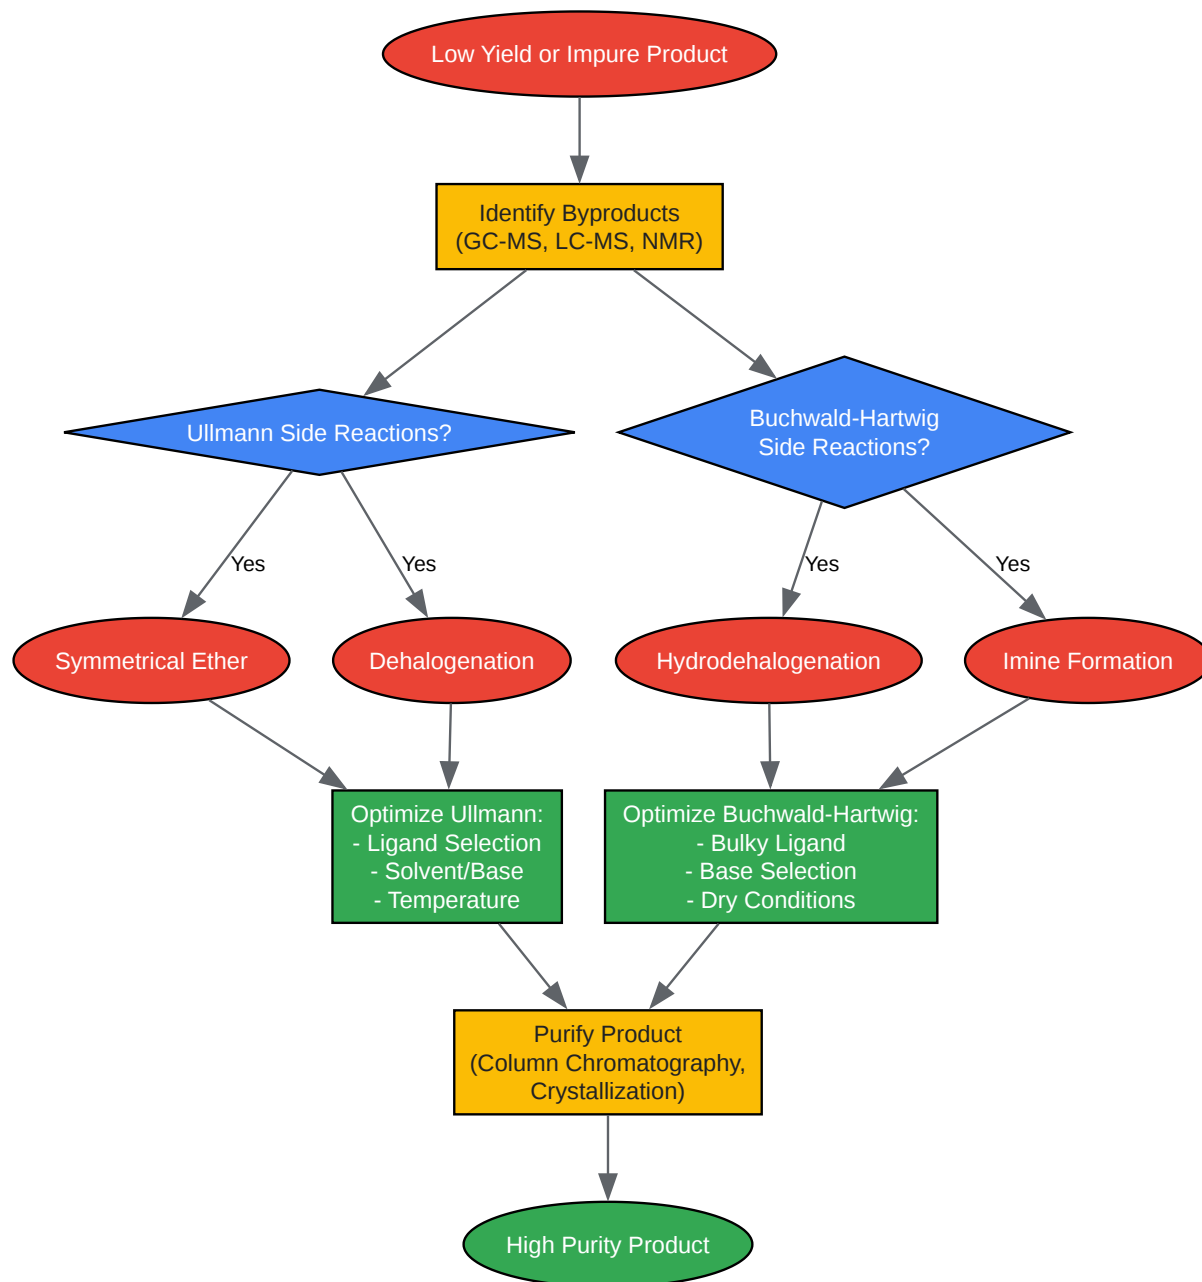 Low Yield or Impure Product
Identify Byproducts
(GC-MS, LC-MS, NMR)
Ullmann Side Reactions?
Buchwald-Hartwig
Side Reactions?
Yes
Yes
Yes
Yes
Symmetrical Ether
Dehalogenation
Hydrodehalogenation
Imine Formation
Optimize Ullmann:
- Ligand Selection
- Solvent/Base
- Temperature
Optimize Buchwald-Hartwig:
- Bulky Ligand
- Base Selection
- Dry Conditions
Purify Product
(Column Chromatography,
Crystallization)
High Purity Product